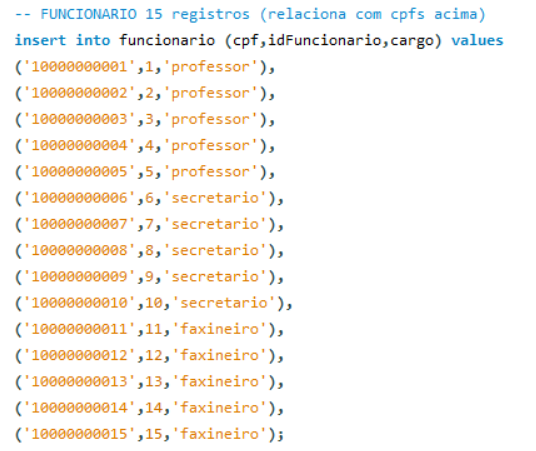 -- FUNCIONARIO 15 registros (relaciona com cpfs acima)
insert into funcionario (cpf,idFuncionario,cargo) values
('10000000001',1,'professor'),
('10000000002',2,'professor'),
('10000000003',3,'professor'),
('10000000004',4,'professor'),
('10000000005',5,'professor'),
('10000000006',6,'secretario'),
('10000000007',7,'secretario'),
('10000000008',8,'secretario'),
('10000000009',9,'secretario'),
('10000000010',10,'secretario'),
('10000000011',11,'faxineiro'),
('10000000012',12,'faxineiro'),
('10000000013',13,'faxineiro'),
('10000000014',14,'faxineiro'),
('10000000015',15,'faxineiro');